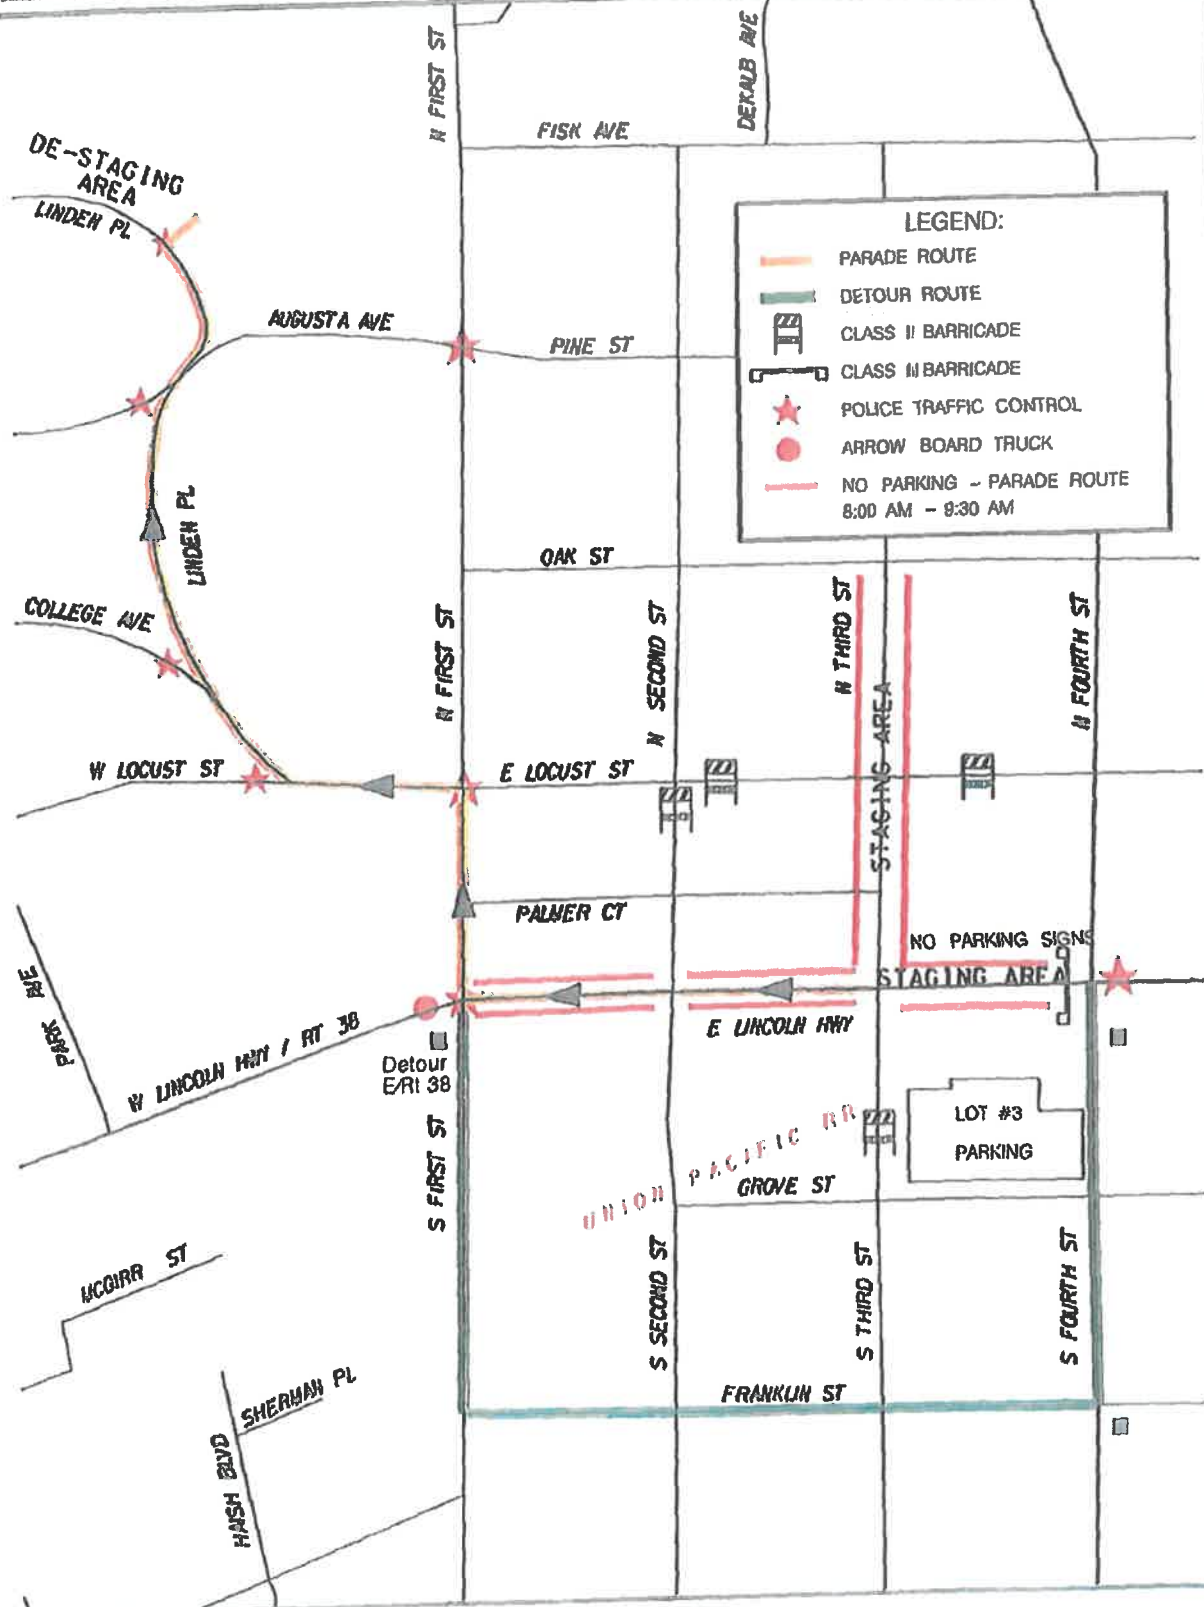 N FIRST ST
DEKALB AVE
FISK AVE
DE-STAGING
AREA
LINDEN PL
LEGEND:
PARADE ROUTE
DETOUR ROUTE
CLASS II BARRICADE
CLASS III BARRICADE
POLICE TRAFFIC CONTROL
ARROW BOARD TRUCK
NO PARKING - PARADE ROUTE
8:00 AM - 9:30 AM
AUGUSTA AVE
PINE ST
LINDEN PL
OAK ST
COLLEGE AVE
N FIRST ST
N SECOND ST
N THIRD ST
N FOURTH ST
STAGING AREA
W LOCUST ST
E LOCUST ST
PALMER CT
NO PARKING SIGNS
STAGING AREA
PARK AVE
W LINCOLN HWY / RT 38
E LINCOLN HWY
Detour
E/Rt 38
LOT #3
PARKING
UNION PACIFIC RR
GROVE ST
S FIRST ST
S SECOND ST
S THIRD ST
S FOURTH ST
MCGIRR ST
SHERMAN PL
FRANKLIN ST
HAISH BLVD